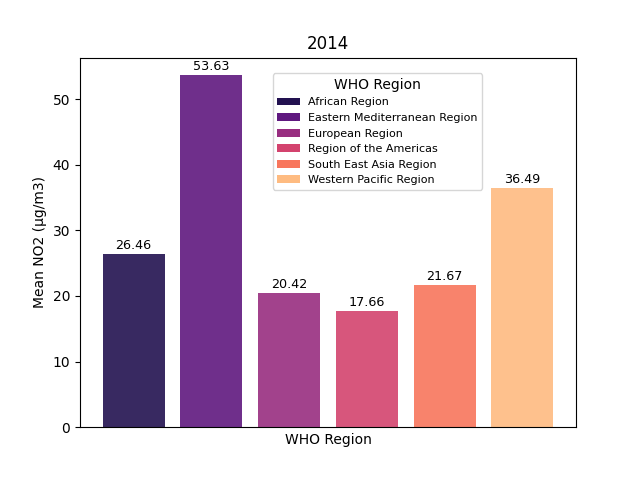 2014
53.63
WHO Region
African Region
Eastern Mediterranean Region
European Region
Region of the Americas
South East Asia Region
Western Pacific Region
36.49
26.46
20.42
17.66
21.67
50
40
30
20
10
0
Mean NO2 (µg/m3)
WHO Region